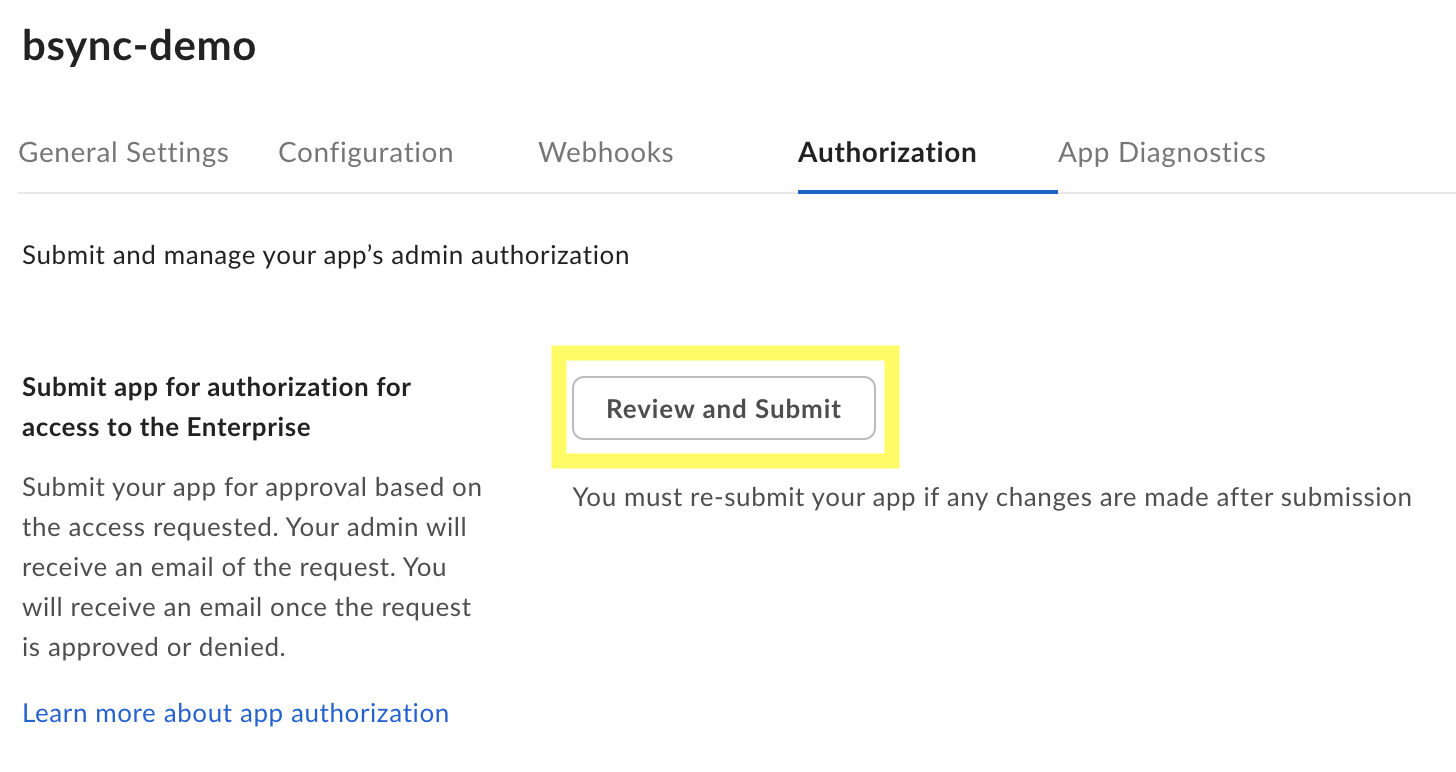 bsync-demo
General Settings Configuration Webhooks Authorization App Diagnostics
Submit and manage your app’s admin authorization
Submit app for authorization for
access to the Enterprise
Submit your app for approval based on
the access requested. Your admin will
receive an email of the request. You
will receive an email once the request
is approved or denied.
Learn more about app authorization
Review and Submit
You must re-submit your app if any changes are made after submission